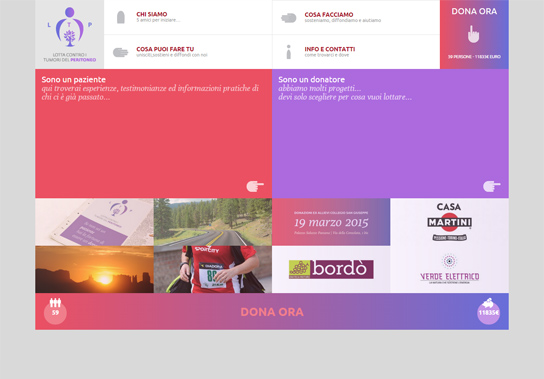 L T P
LOTTA CONTRO I
TUMORI DEL PERITONEO
CHI SIAMO
5 amici per iniziare...
COSA FACCIAMO
sosteniamo, diffondiamo e aiutiamo
COSA PUOI FARE TU
unisciti, sostieni e diffondi con noi
INFO E CONTATTI
come trovarci e dove
DONA ORA
39 PERSONE - 11835€ EURO
Sono un paziente
qui troverai esperienze, testimonianze ed informazioni pratiche di
chi ci è già passato...
Sono un donatore
abbiamo molti progetti...
devi solo scegliere per cosa vuoi lottare...
19 marzo 2015
CASA
MARTINI
bordò
VERDE ELETTRICO
39
DONA ORA
11835€